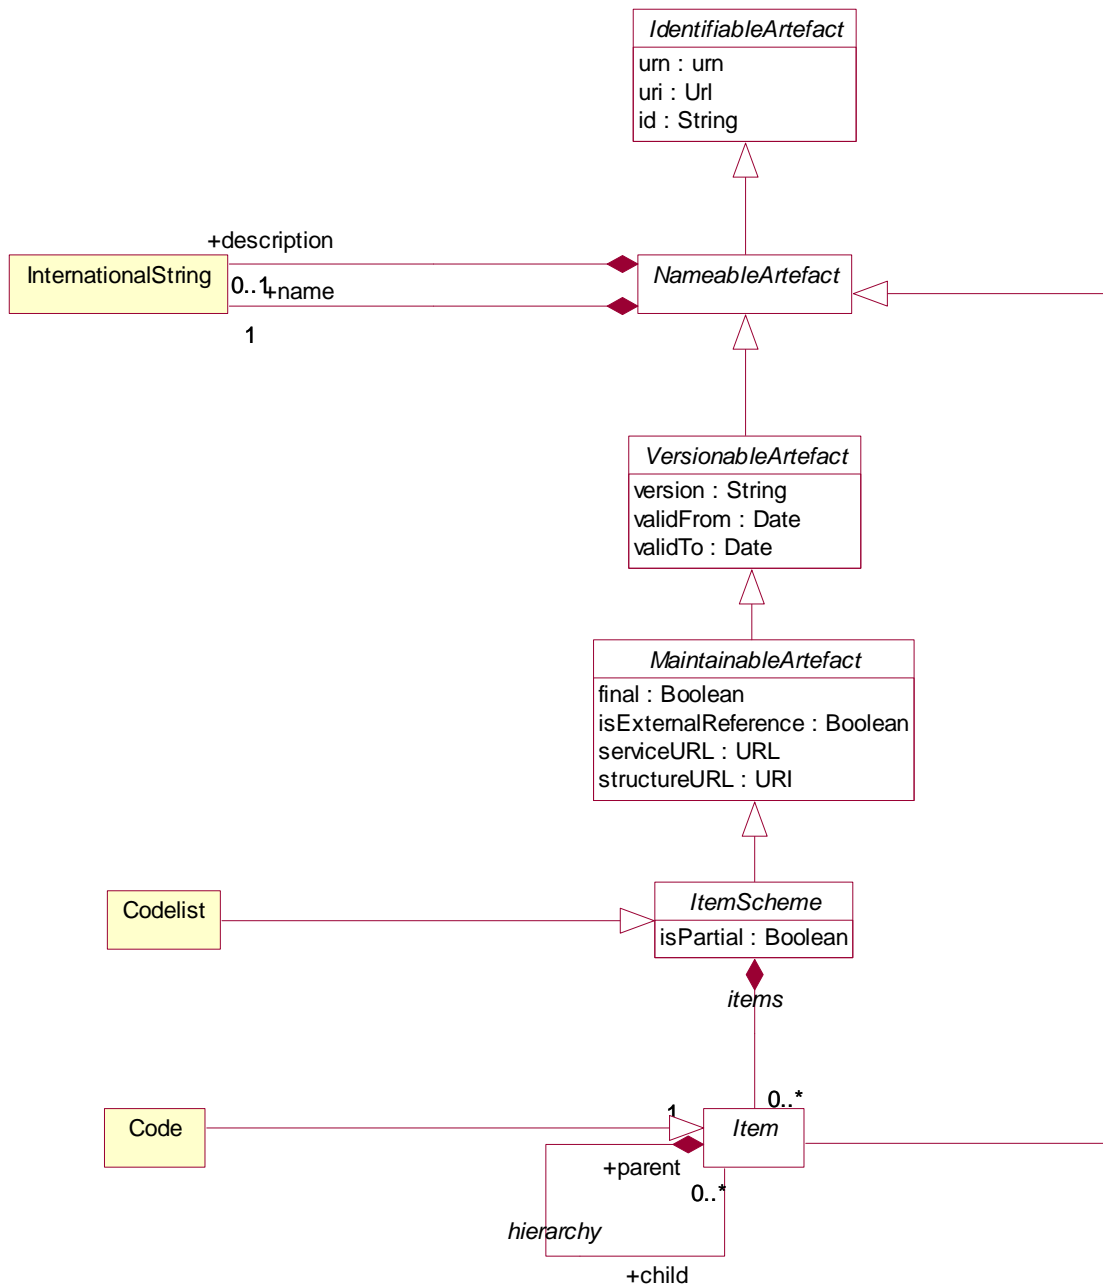 IdentifiableArtefact
urn : urn
uri : Url
id : String
+description
InternationalString
0..1
+name
1
NameableArtefact
VersionableArtefact
version : String
validFrom : Date
validTo : Date
MaintainableArtefact
final : Boolean
isExternalReference : Boolean
serviceURL : URL
structureURL : URI
Codelist
ItemScheme
isPartial : Boolean
items
0..*
1
Code
Item
+parent
0..*
hierarchy
+child